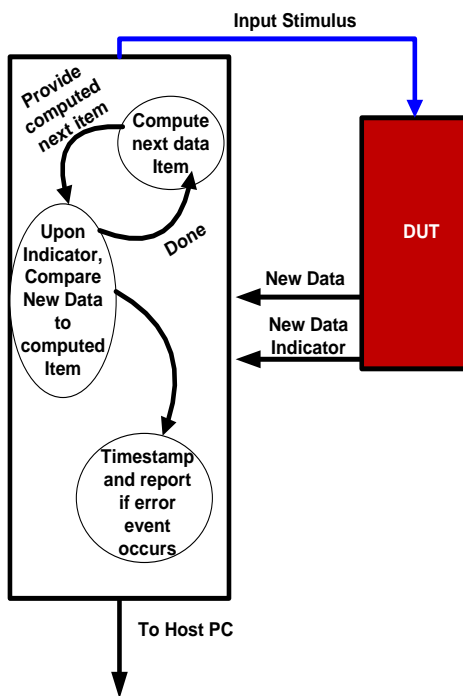 Input Stimulus
Provide
computed
next item
Compute
next data
Item
Upon
Indicator,
Compare
New Data
to
computed
Item
Done
DUT
New Data
New Data
Indicator
Timestamp
and report
if error
event
occurs
To Host PC